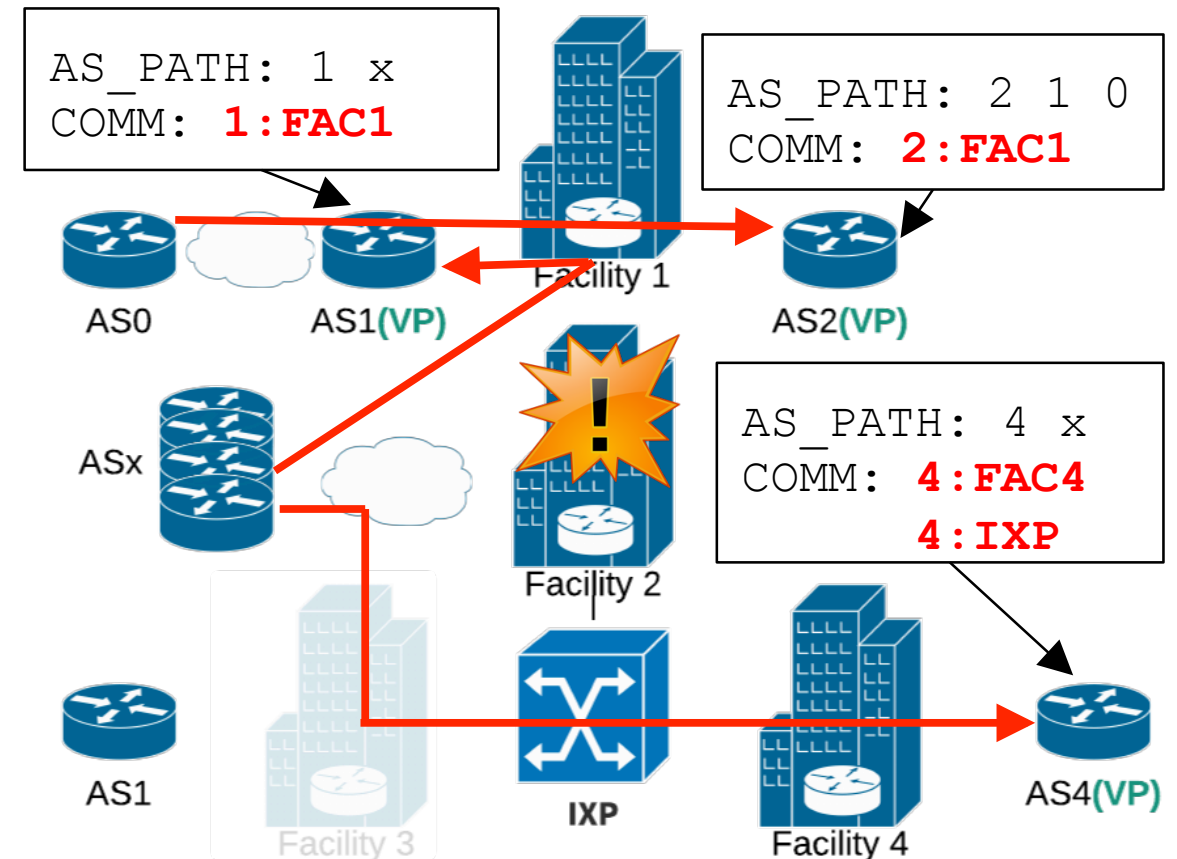 AS_PATH: 1 x
COMM: 1:FAC1
AS_PATH: 2 1 0
COMM: 2:FAC1
Facility 1
AS0
AS1(VP)
AS2(VP)
!
ASx
AS_PATH: 4 x
COMM: 4:FAC4
4:IXP
Facility 2
AS1
Facility 3
IXP
Facility 4
AS4(VP)